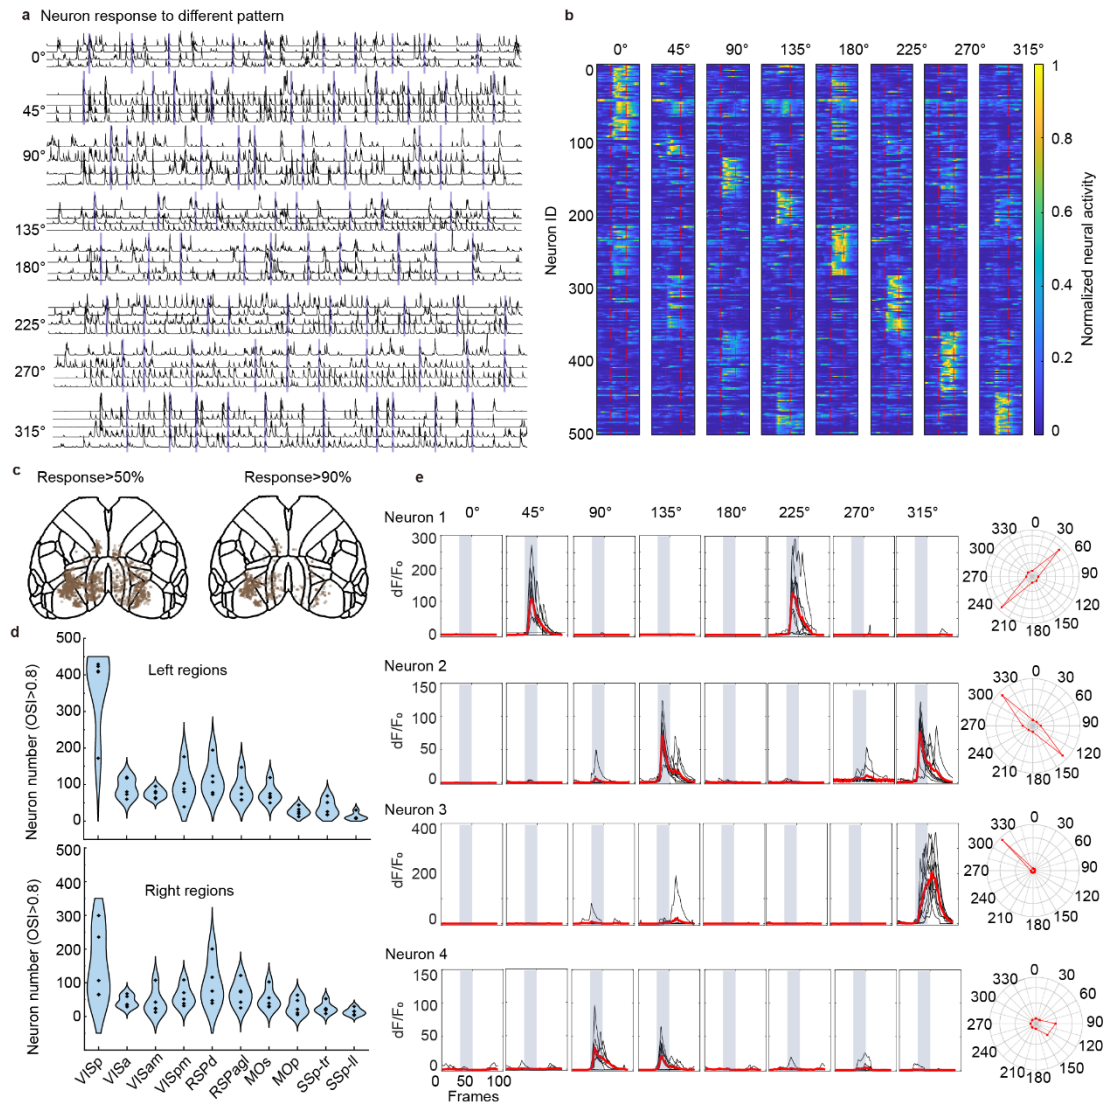 a Neuron response to different pattern
0°
45°
90°
135°
180°
225°
270°
315°
b
0° 45° 90° 135° 180° 225° 270° 315°
Neuron ID
0
100
200
300
400
500
1
0.8
0.6
0.4
0.2
0
Normalized neural activity
c
Response>50% Response>90%
d
Left regions
Neuron number (OSI>0.8)
500
400
300
200
100
0
Right regions
Neuron number (OSI>0.8)
500
400
300
200
100
0
VISp VISa VISam VISpm RSPd RSPagl MOs MOp SSp-tr SSp-ll
e
Neuron 1 0° 45° 90° 135° 180° 225° 270° 315°
dF/F₀
300
200
100
0
0 30 60 90 120 150 180 210 240 270 300 330
Neuron 2
dF/F₀
150
100
50
0
0 30 60 90 120 150 180 210 240 270 300 330
Neuron 3
dF/F₀
400
200
0
0 30 60 90 120 150 180 210 240 270 300 330
Neuron 4
dF/F₀
150
100
50
0
0 50 100
Frames
0 30 60 90 120 150 180 210 240 270 300 330